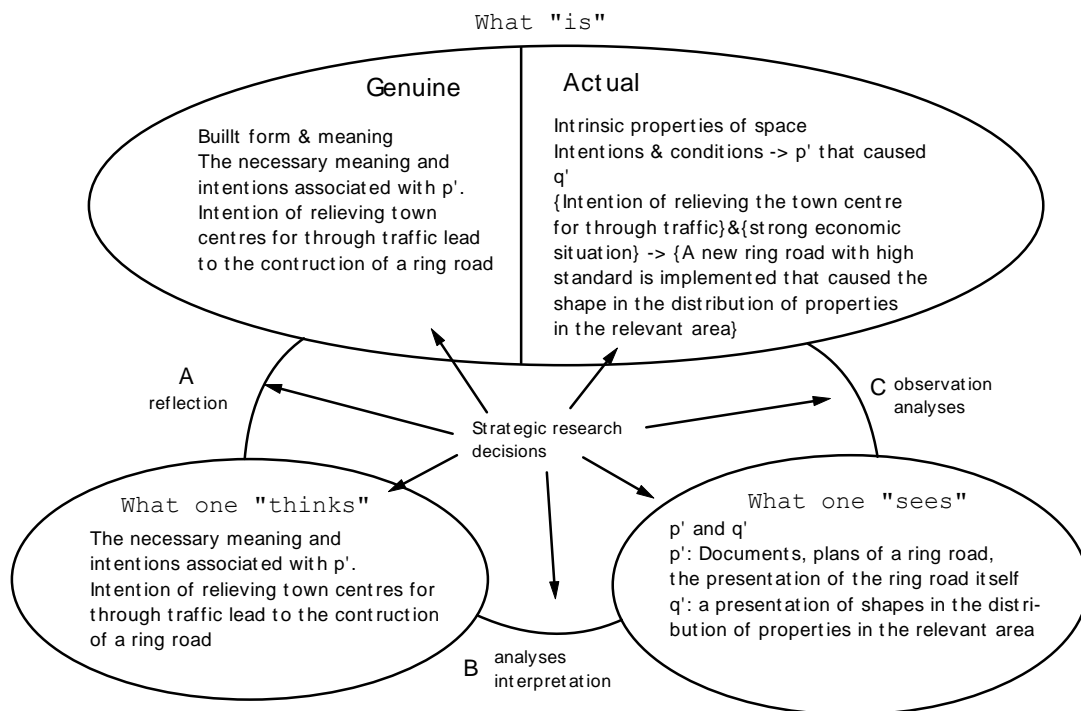 What "is"
Genuine
Buillt form & meaning
The necessary meaning and
intentions associated with p'.
Intention of relieving town
centres for through traffic lead
to the contruction of a ring road
Actual
Intrinsic properties of space
Intentions & conditions -> p' that caused
q'
{Intention of relieving the town centre
for through traffic}&{strong economic
situation} -> {A new ring road with high
standard is implemented that caused the
shape in the distribution of properties
in the relevant area}
A
reflection
C observation
analyses
Strategic research
decisions
What one "thinks"
The necessary meaning and
intentions associated with p'.
Intention of relieving town centres for
through traffic lead to the contruction
of a ring road
What one "sees"
p' and q'
p': Documents, plans of a ring road,
the presentation of the ring road itself
q': a presentation of shapes in the distri-
bution of properties in the relevant area
B analyses
interpretation